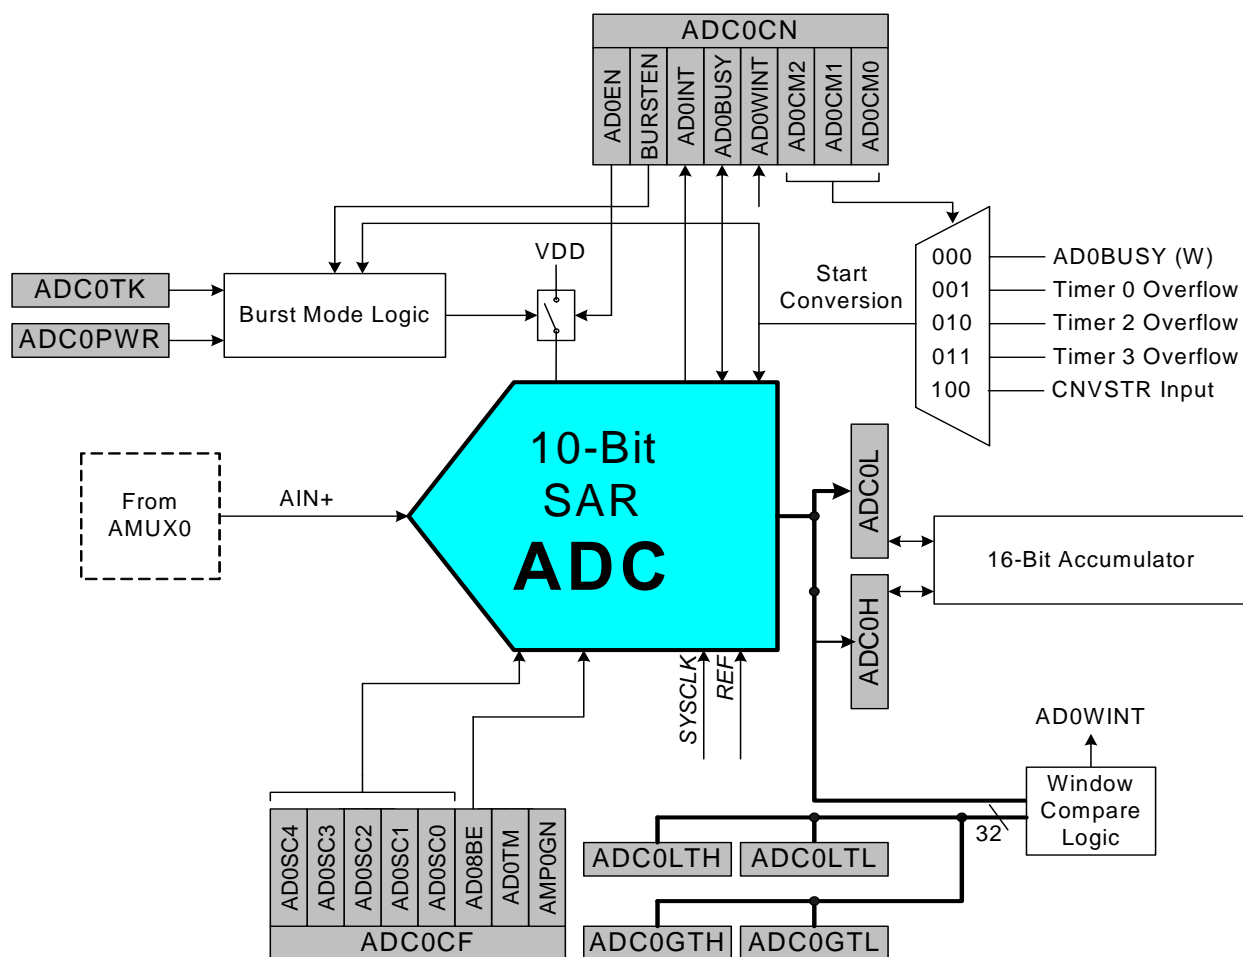 ADC0CN
AD0EN
BURSTEN
AD0INT
AD0BUSY
AD0WINT
AD0CM2
AD0CM1
AD0CM0
VDD
ADC0TK
ADC0PWR
Burst Mode Logic
Start
Conversion
000
001
010
011
100
AD0BUSY (W)
Timer 0 Overflow
Timer 2 Overflow
Timer 3 Overflow
CNVSTR Input
From
AMUX0
AIN+
10-Bit
SAR
ADC
ADC0L
ADC0H
16-Bit Accumulator
SYSCLK
REF
AD0WINT
Window
Compare
Logic
32
AD0SC4
AD0SC3
AD0SC2
AD0SC1
AD0SC0
AD08BE
AD0TM
AMP0GN
ADC0CF
ADC0LTH
ADC0LTL
ADC0GTH
ADC0GTL